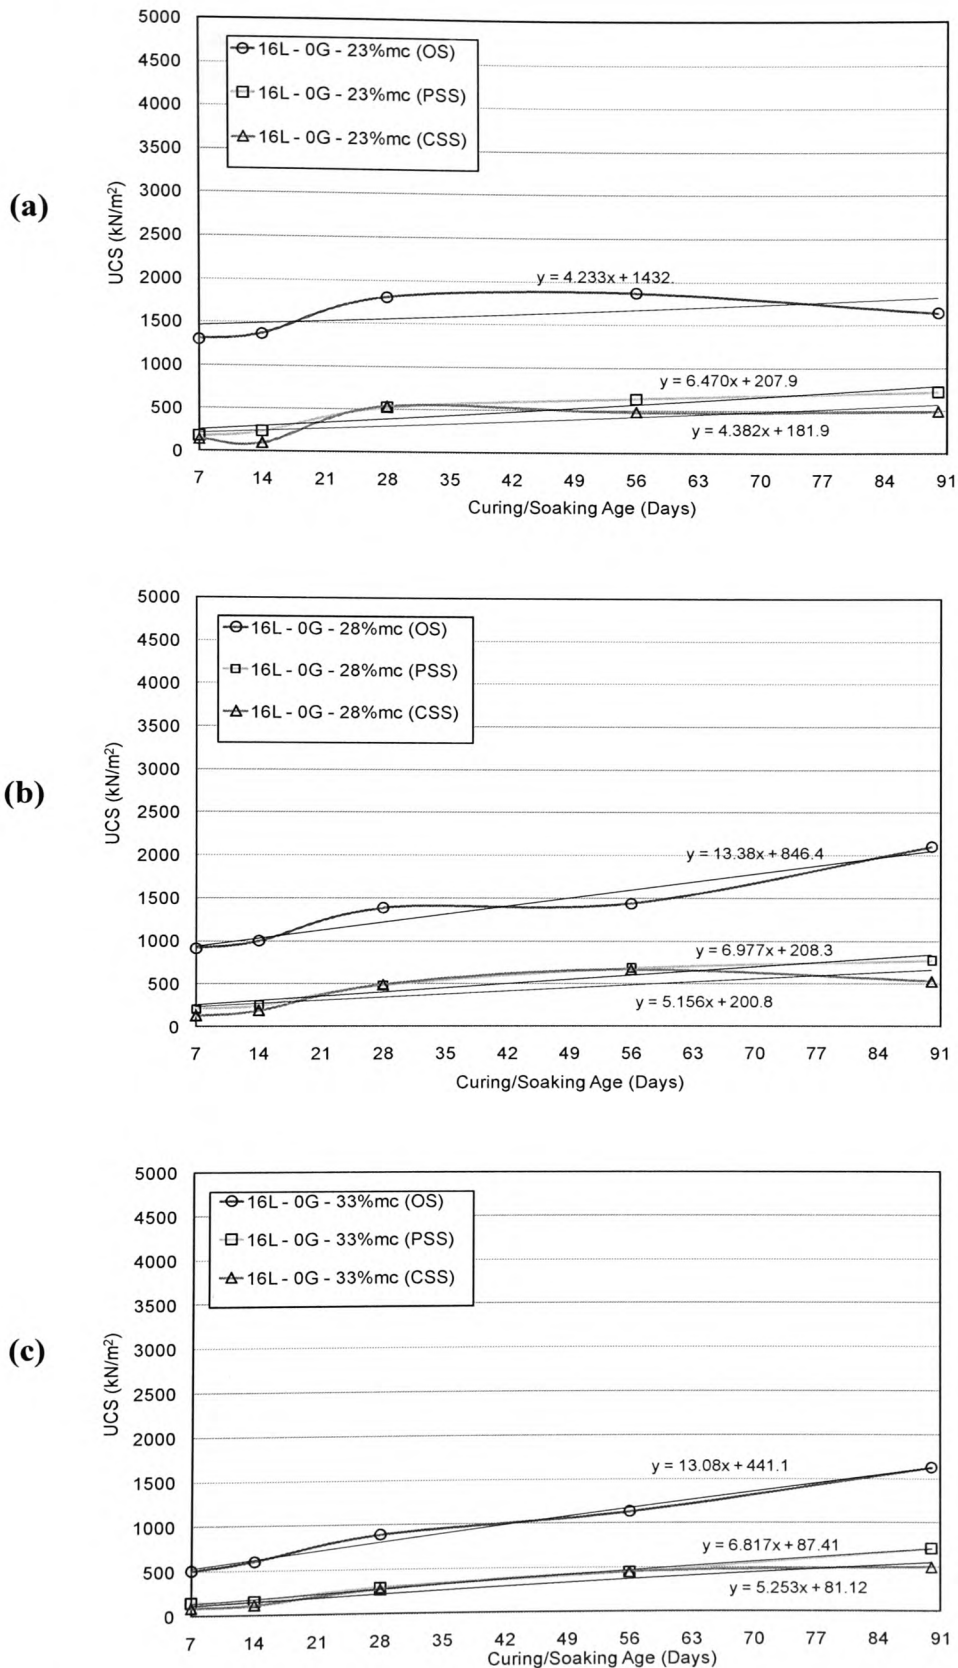 (a)
UCS (kN/m²)
5000
4500
4000
3500
3000
2500
2000
1500
1000
500
0
16L - 0G - 23%mc (OS)
16L - 0G - 23%mc (PSS)
16L - 0G - 23%mc (CSS)
y = 4.233x + 1432.
y = 6.470x + 207.9
y = 4.382x + 181.9
7 14 21 28 35 42 49 56 63 70 77 84 91
Curing/Soaking Age (Days)
(b)
UCS (kN/m²)
5000
4500
4000
3500
3000
2500
2000
1500
1000
500
0
16L - 0G - 28%mc (OS)
16L - 0G - 28%mc (PSS)
16L - 0G - 28%mc (CSS)
y = 13.38x + 846.4
y = 6.977x + 208.3
y = 5.156x + 200.8
7 14 21 28 35 42 49 56 63 70 77 84 91
Curing/Soaking Age (Days)
(c)
UCS (kN/m²)
5000
4500
4000
3500
3000
2500
2000
1500
1000
500
0
16L - 0G - 33%mc (OS)
16L - 0G - 33%mc (PSS)
16L - 0G - 33%mc (CSS)
y = 13.08x + 441.1
y = 6.817x + 87.41
y = 5.253x + 81.12
7 14 21 28 35 42 49 56 63 70 77 84 91
Curing/Soaking Age (Days)